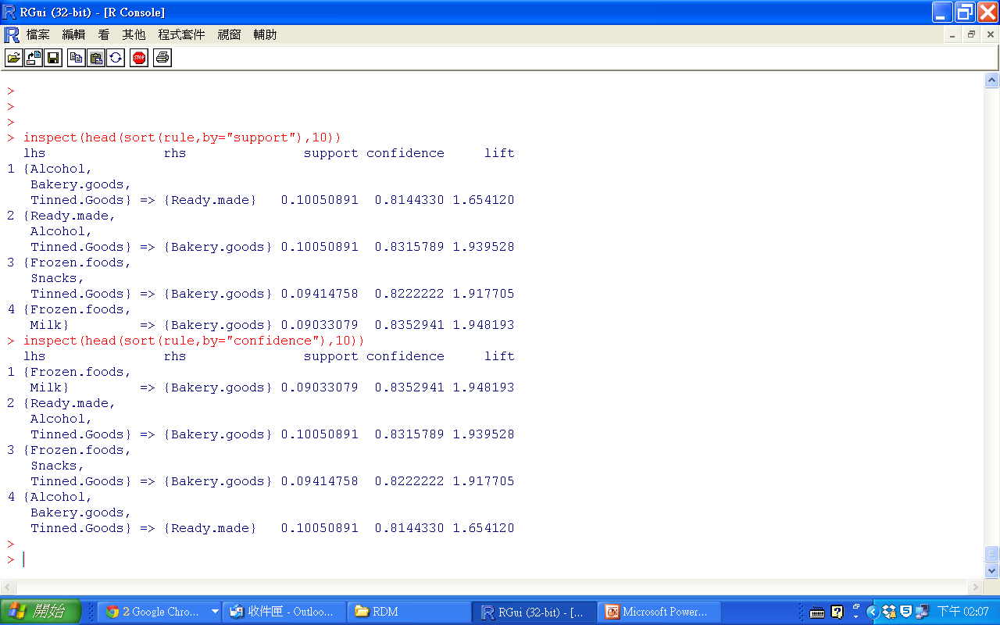 RGui (32-bit) - [R Console]
檔案 編輯 看 其他 程式套件 視窗 輔助
STOP
>
>
>
> inspect(head(sort(rule,by="support"),10))
  lhs               rhs               support confidence     lift
1 {Alcohol,
   Bakery.goods,
   Tinned.Goods} => {Ready.made}   0.10050891  0.8144330 1.654120
2 {Ready.made,
   Alcohol,
   Tinned.Goods} => {Bakery.goods} 0.10050891  0.8315789 1.939528
3 {Frozen.foods,
   Snacks,
   Tinned.Goods} => {Bakery.goods} 0.09414758  0.8222222 1.917705
4 {Frozen.foods,
   Milk}         => {Bakery.goods} 0.09033079  0.8352941 1.948193
> inspect(head(sort(rule,by="confidence"),10))
  lhs               rhs               support confidence     lift
1 {Frozen.foods,
   Milk}         => {Bakery.goods} 0.09033079  0.8352941 1.948193
2 {Ready.made,
   Alcohol,
   Tinned.Goods} => {Bakery.goods} 0.10050891  0.8315789 1.939528
3 {Frozen.foods,
   Snacks,
   Tinned.Goods} => {Bakery.goods} 0.09414758  0.8222222 1.917705
4 {Alcohol,
   Bakery.goods,
   Tinned.Goods} => {Ready.made}   0.10050891  0.8144330 1.654120
>
>
開始 2 Google Chro... 收件匣 - Outloo... RDM RGui (32-bit) - [... Microsoft Power... 下午 02:07